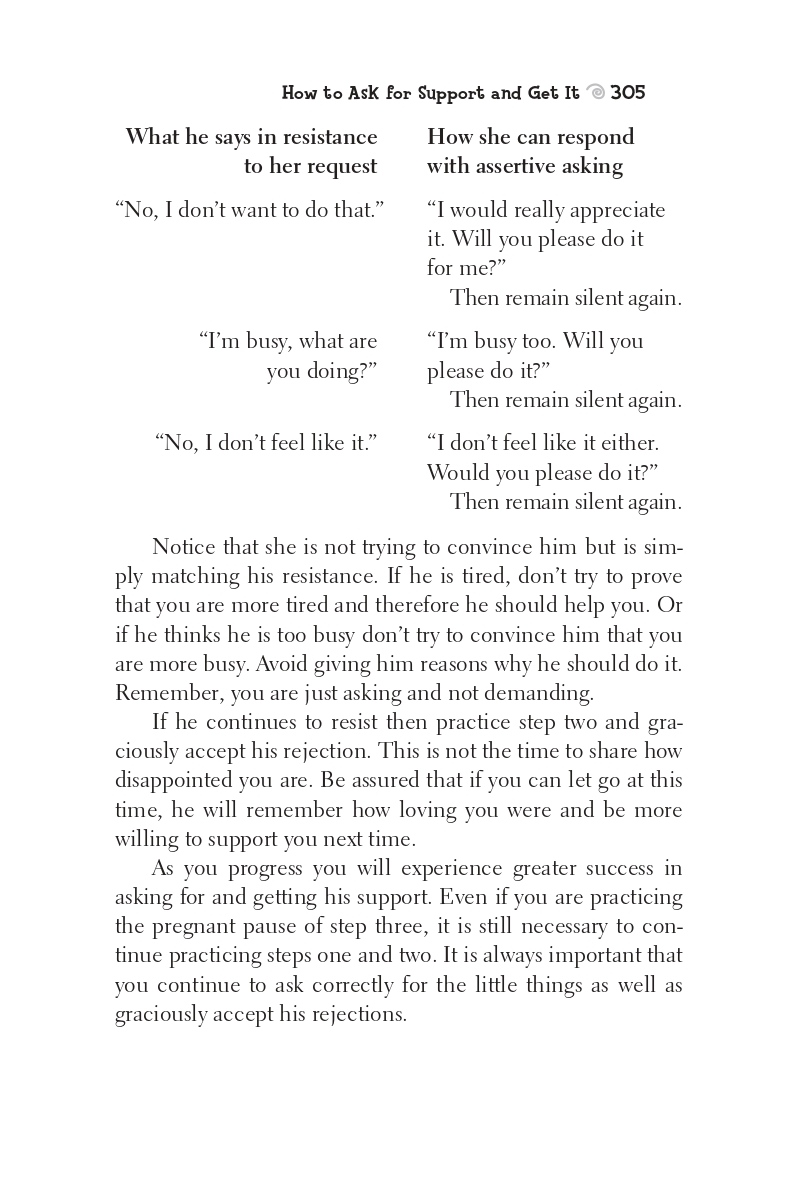 How to Ask for Support and Get It 305
What he says in resistance
to her request
How she can respond
with assertive asking
“No, I don’t want to do that.”
“I would really appreciate
it. Will you please do it
for me?”
Then remain silent again.
“I’m busy, what are
you doing?”
“I’m busy too. Will you
please do it?”
Then remain silent again.
“No, I don’t feel like it.”
“I don’t feel like it either.
Would you please do it?”
Then remain silent again.
Notice that she is not trying to convince him but is sim-
ply matching his resistance. If he is tired, don’t try to prove
that you are more tired and therefore he should help you. Or
if he thinks he is too busy don’t try to convince him that you
are more busy. Avoid giving him reasons why he should do it.
Remember, you are just asking and not demanding.
If he continues to resist then practice step two and gra-
ciously accept his rejection. This is not the time to share how
disappointed you are. Be assured that if you can let go at this
time, he will remember how loving you were and be more
willing to support you next time.
As you progress you will experience greater success in
asking for and getting his support. Even if you are practicing
the pregnant pause of step three, it is still necessary to con-
tinue practicing steps one and two. It is always important that
you continue to ask correctly for the little things as well as
graciously accept his rejections.